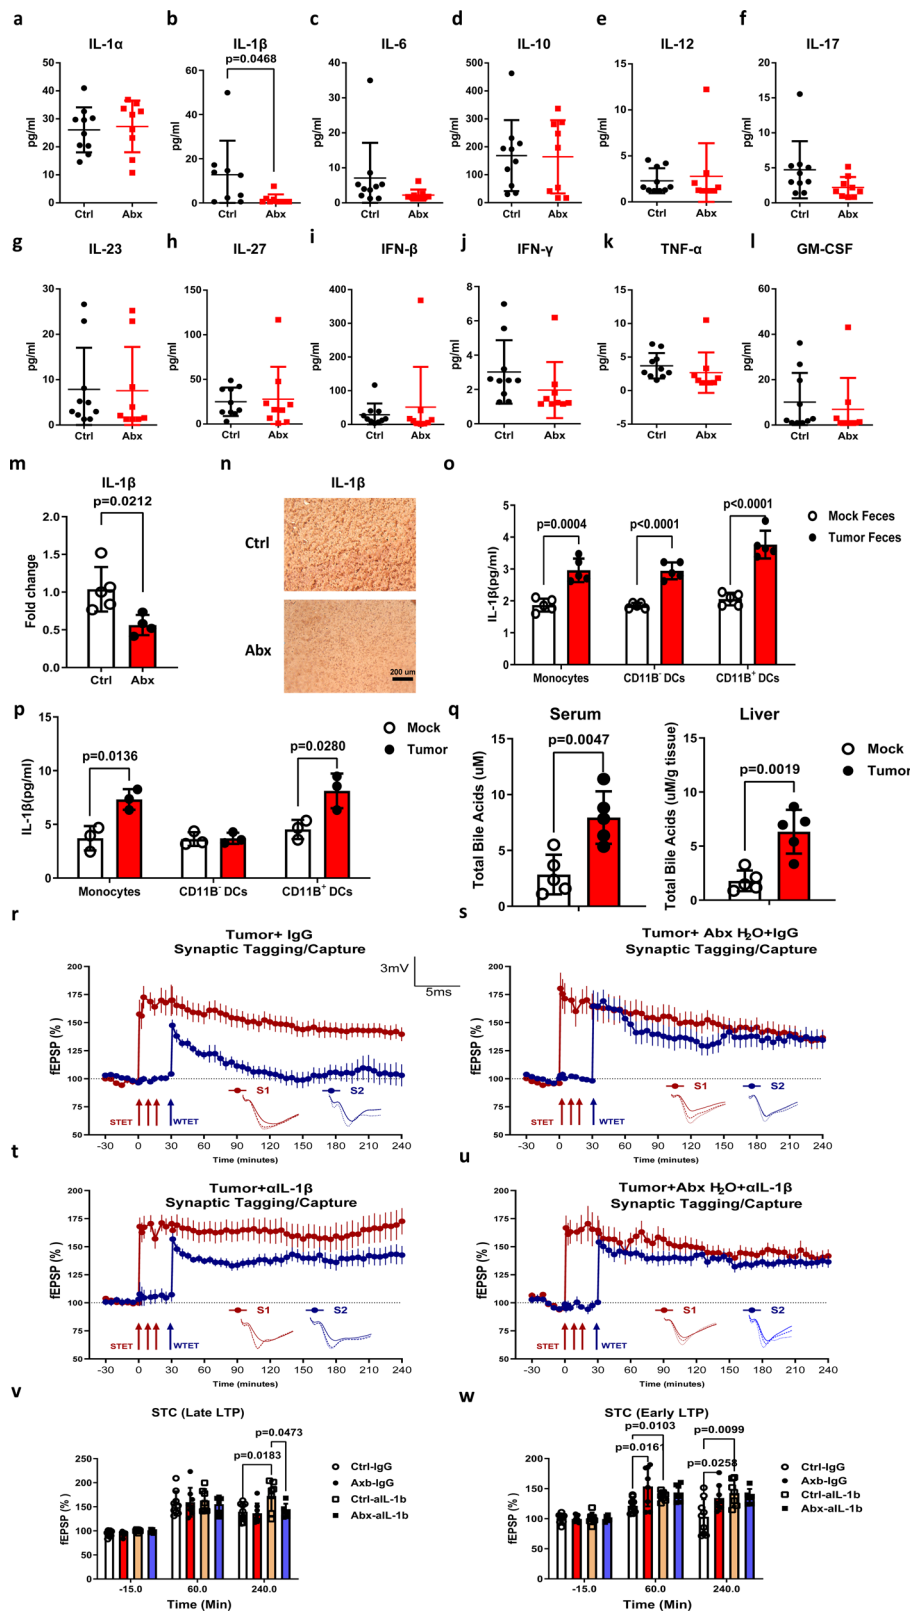 a
b
c
d
e
f
IL-1α
IL-1β
IL-6
IL-10
IL-12
IL-17
p=0.0468
pg/ml
50
40
30
20
10
0
Ctrl
Abx
pg/ml
60
40
20
0
Ctrl
Abx
pg/ml
40
30
20
10
0
Ctrl
Abx
pg/ml
500
400
300
200
100
0
Ctrl
Abx
pg/ml
15
10
5
0
Ctrl
Abx
pg/ml
20
15
10
5
0
Ctrl
Abx
g
h
i
j
k
l
IL-23
IL-27
IFN-β
IFN-γ
TNF-α
GM-CSF
pg/ml
30
20
10
0
Ctrl
Abx
pg/ml
150
100
50
0
Ctrl
Abx
pg/ml
400
300
200
100
0
Ctrl
Abx
pg/ml
8
6
4
2
0
Ctrl
Abx
pg/ml
15
10
5
0
-5
Ctrl
Abx
pg/ml
60
40
20
0
Ctrl
Abx
m
IL-1β
p=0.0212
Fold change
2.0
1.5
1.0
0.5
0.0
Ctrl
Abx
n
IL-1β
Ctrl
Abx
200 um
o
IL-1β(pg/ml)
5
4
3
2
1
0
p=0.0004
p<0.0001
p<0.0001
Mock Feces
Tumor Feces
Monocytes
CD11B⁻ DCs
CD11B⁺ DCs
p
IL-1β(pg/ml)
15
10
5
0
p=0.0136
p=0.0280
Mock
Tumor
Monocytes
CD11B⁻ DCs
CD11B⁺ DCs
q
Serum
Total Bile Acids (uM)
15
10
5
0
p=0.0047
Liver
Total Bile Acids (uM/g tissue)
15
10
5
0
p=0.0019
Mock
Tumor
r
Tumor+ IgG
Synaptic Tagging/Capture
3mV
5ms
fEPSP (% )
200
175
150
125
100
75
50
S1
S2
STET
WTET
-30
0
30
60
90
120
150
180
210
240
Time (minutes)
s
Tumor+ Abx H₂O+IgG
Synaptic Tagging/Capture
fEPSP (% )
200
175
150
125
100
75
50
S1
S2
STET
WTET
-30
0
30
60
90
120
150
180
210
240
Time (minutes)
t
Tumor+αIL-1β
Synaptic Tagging/Capture
fEPSP (% )
200
175
150
125
100
75
50
S1
S2
STET
WTET
-30
0
30
60
90
120
150
180
210
240
Time (minutes)
u
Tumor+Abx H₂O+αIL-1β
Synaptic Tagging/Capture
fEPSP (% )
200
175
150
125
100
75
50
S1
S2
STET
WTET
-30
0
30
60
90
120
150
180
210
240
Time (minutes)
v
STC (Late LTP)
p=0.0473
p=0.0183
fEPSP (% )
250
200
150
100
50
0
-15.0
60.0
240.0
Time (Min)
Ctrl-IgG
Axb-IgG
Ctrl-aIL-1b
Abx-aIL-1b
w
STC (Early LTP)
p=0.0103
p=0.0161
p=0.0099
p=0.0258
fEPSP (% )
200
150
100
50
0
-15.0
60.0
240.0
Time (Min)
Ctrl-IgG
Axb-IgG
Ctrl-aIL-1b
Abx-aIL-1b